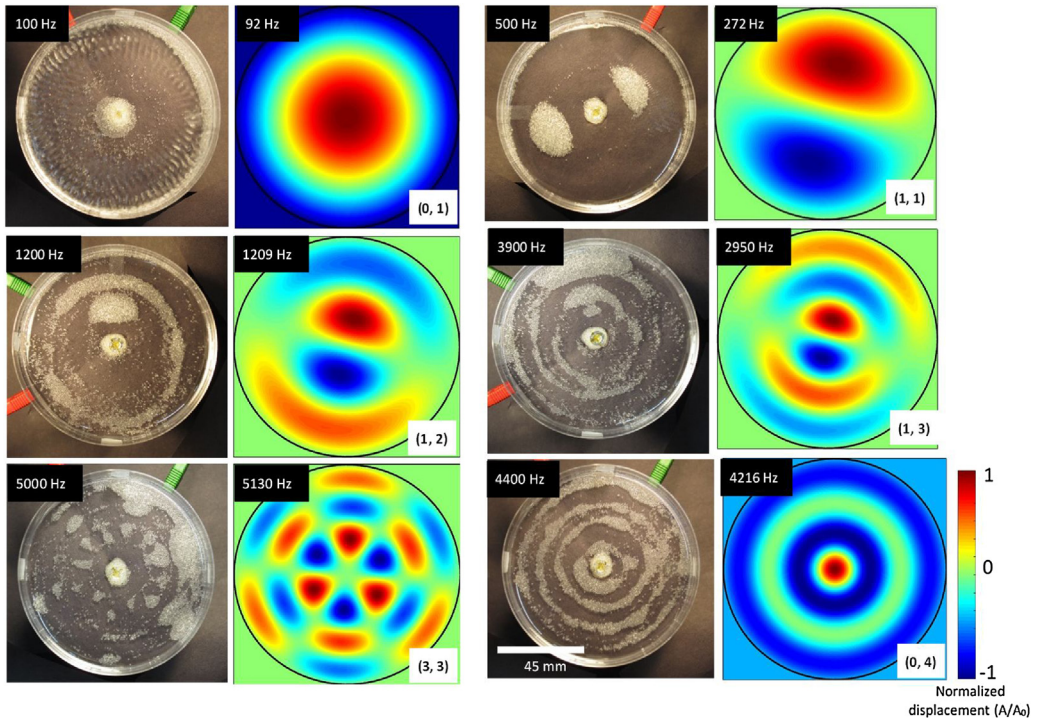 100 Hz
92 Hz
(0, 1)
500 Hz
272 Hz
(1, 1)
1200 Hz
1209 Hz
(1, 2)
3900 Hz
2950 Hz
(1, 3)
5000 Hz
5130 Hz
(3, 3)
4400 Hz
45 mm
4216 Hz
(0, 4)
1
0
-1
Normalized
displacement (A/A₀)